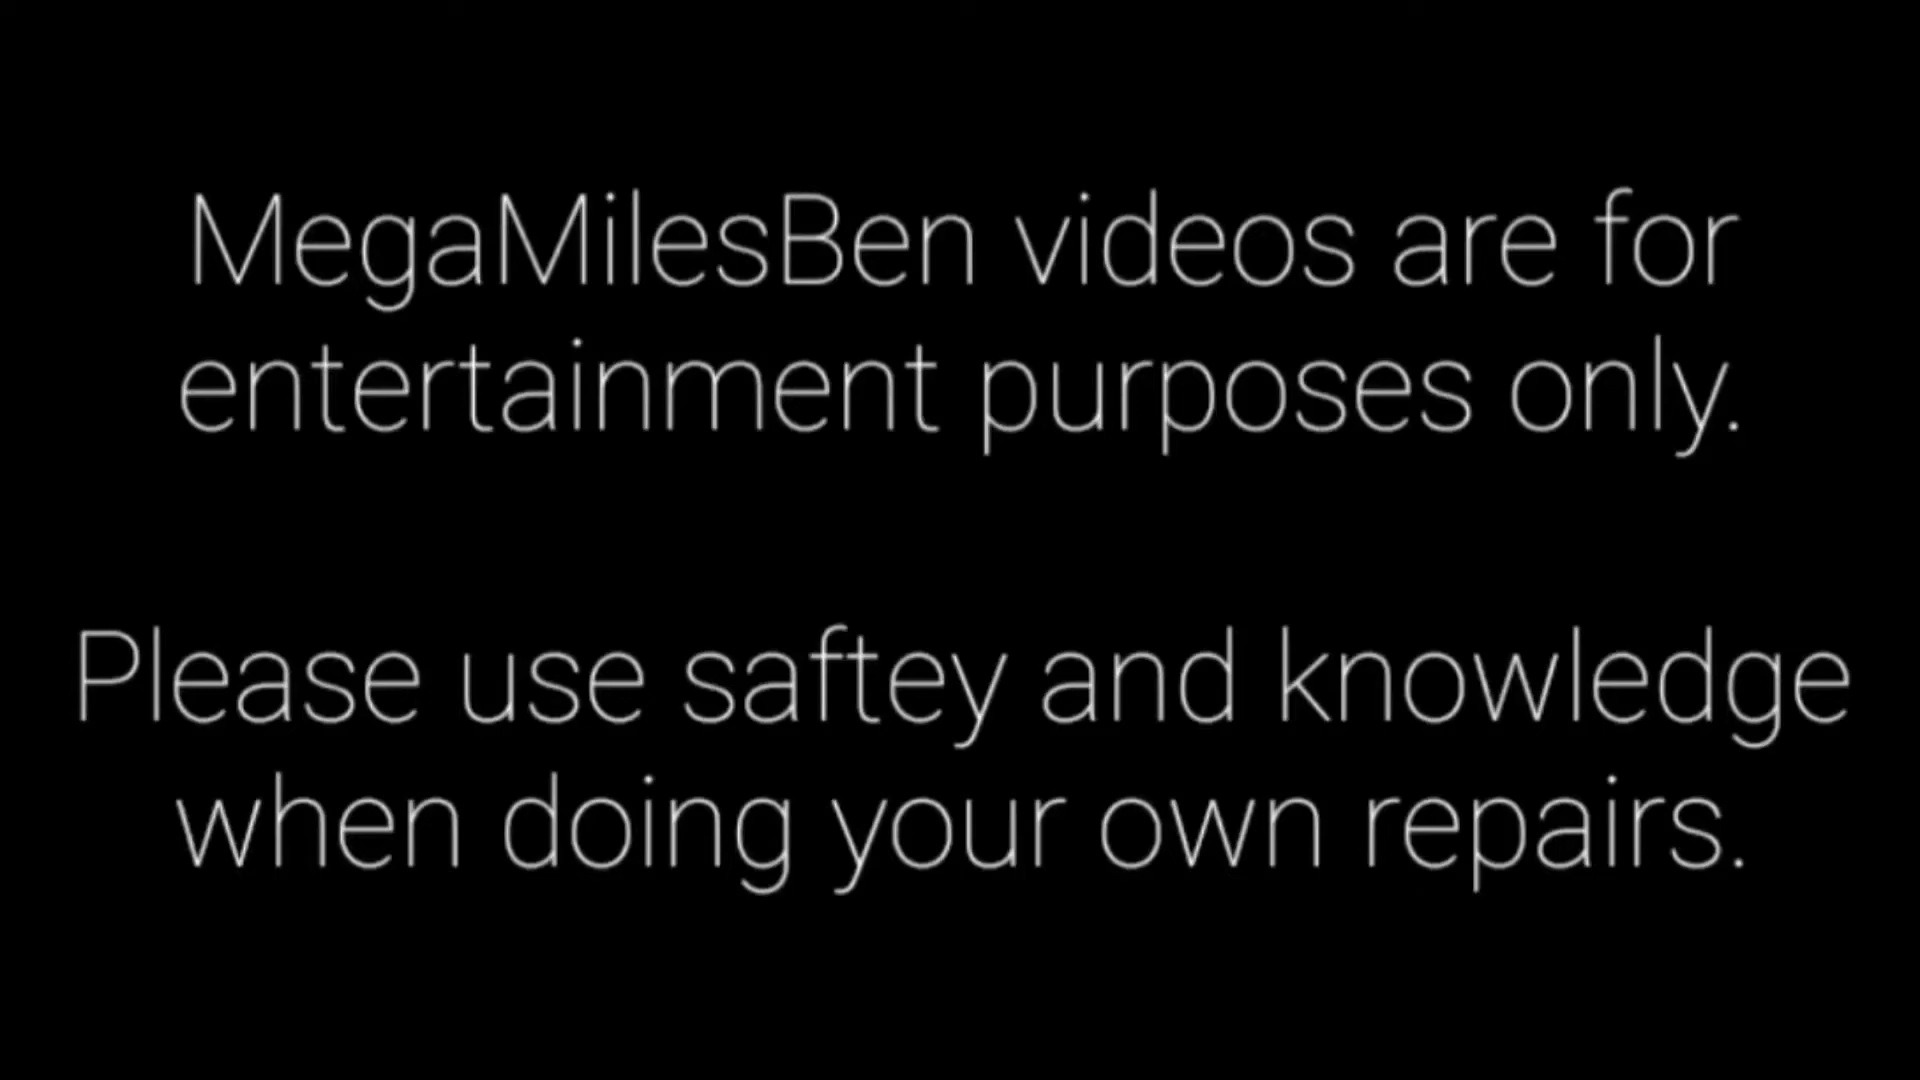 MegaMilesBen videos are for
entertainment purposes only.
Please use saftey and knowledge
when doing your own repairs.